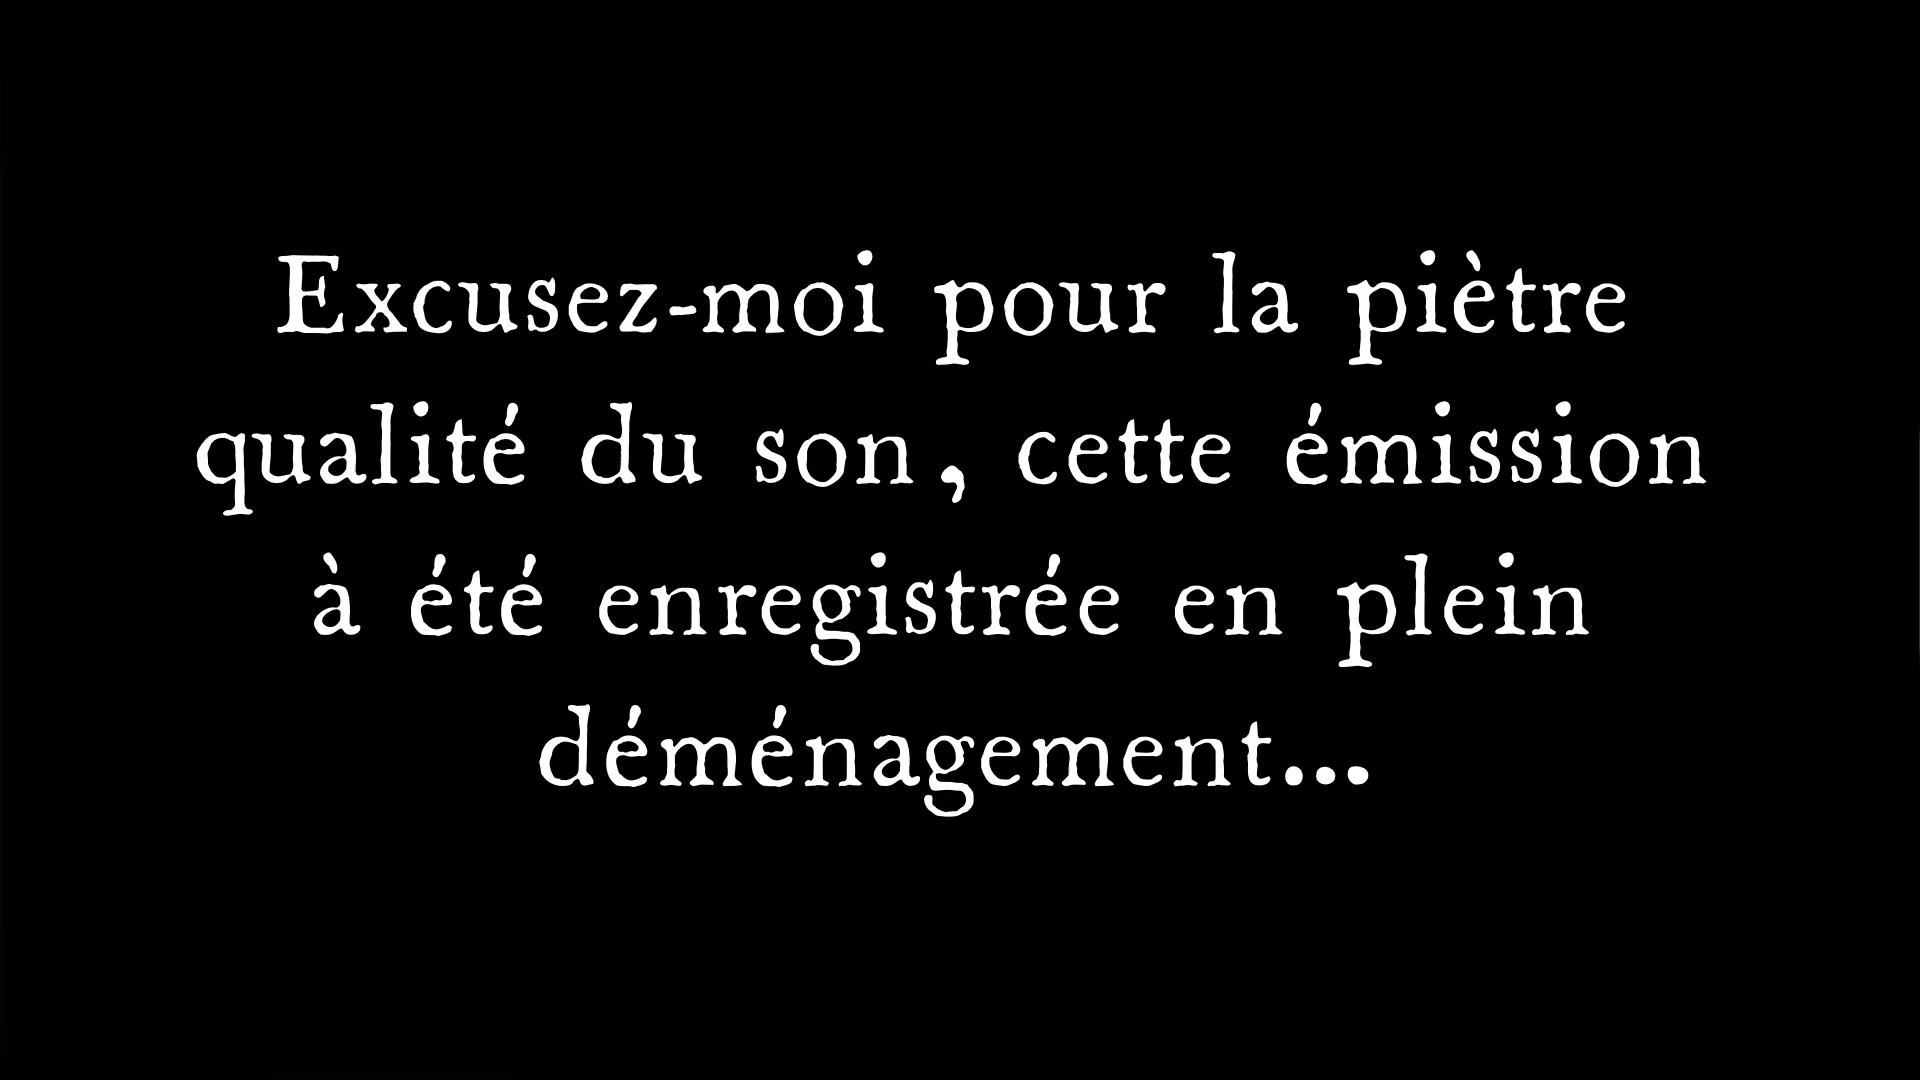 Excusez-moi pour la piètre
qualité du son, cette émission
à été enregistrée en plein
déménagement...